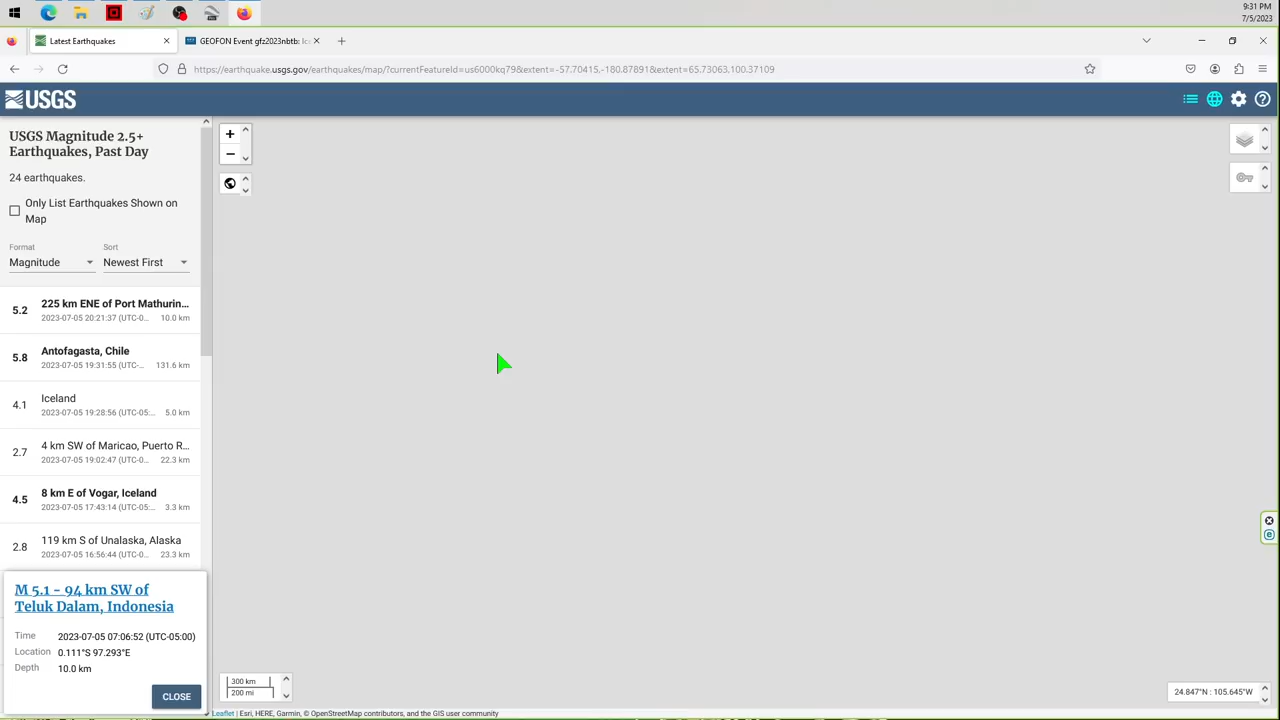 9:31 PM
7/5/2023
Latest Earthquakes
GEOFON Event gfz2023nbtb: Ice
https://earthquake.usgs.gov/earthquakes/map/?currentFeatureId=us6000kq79&extent=-57.70415,-180.87891&extent=65.73063,100.37109
USGS
USGS Magnitude 2.5+
Earthquakes, Past Day
24 earthquakes.
Only List Earthquakes Shown on
Map
Format
Sort
Magnitude
Newest First
5.2
225 km ENE of Port Mathurin...
2023-07-05 20:21:37 (UTC-0... 10.0 km
5.8
Antofagasta, Chile
2023-07-05 19:31:55 (UTC-... 131.6 km
4.1
Iceland
2023-07-05 19:28:56 (UTC-05:... 5.0 km
2.7
4 km SW of Maricao, Puerto R...
2023-07-05 19:02:47 (UTC-0... 22.3 km
4.5
8 km E of Vogar, Iceland
2023-07-05 17:43:14 (UTC-05:... 3.3 km
2.8
119 km S of Unalaska, Alaska
2023-07-05 16:56:44 (UTC-0... 23.3 km
M 5.1 - 94 km SW of
Teluk Dalam, Indonesia
Time 2023-07-05 07:06:52 (UTC-05:00)
Location 0.111°S 97.293°E
Depth 10.0 km
CLOSE
300 km
200 mi
24.847°N : 105.645°W
Leaflet | Esri, HERE, Garmin, © OpenStreetMap contributors, and the GIS user community